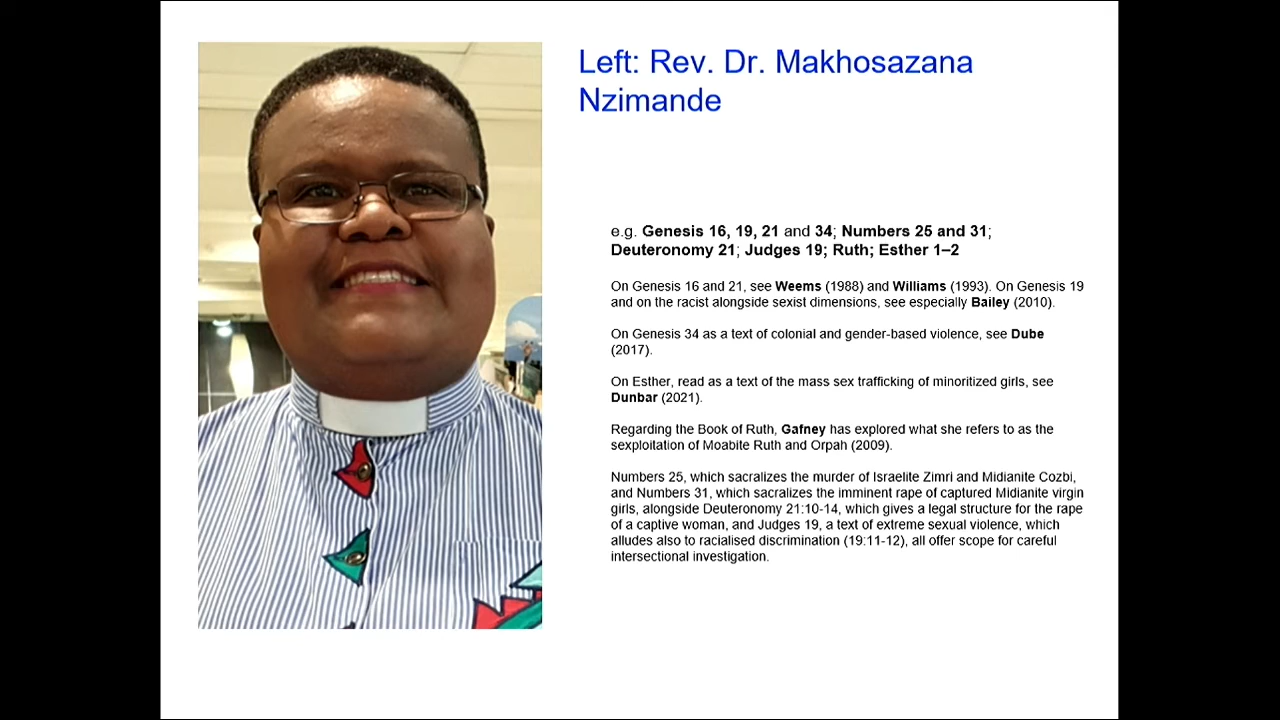 Left: Rev. Dr. Makhosazana
Nzimande
e.g. Genesis 16, 19, 21 and 34; Numbers 25 and 31;
Deuteronomy 21; Judges 19; Ruth; Esther 1–2
On Genesis 16 and 21, see Weems (1988) and Williams (1993). On Genesis 19
and on the racist alongside sexist dimensions, see especially Bailey (2010).
On Genesis 34 as a text of colonial and gender-based violence, see Dube
(2017).
On Esther, read as a text of the mass sex trafficking of minoritized girls, see
Dunbar (2021).
Regarding the Book of Ruth, Gafney has explored what she refers to as the
sexploitation of Moabite Ruth and Orpah (2009).
Numbers 25, which sacralizes the murder of Israelite Zimri and Midianite Cozbi,
and Numbers 31, which sacralizes the imminent rape of captured Midianite virgin
girls, alongside Deuteronomy 21:10-14, which gives a legal structure for the rape
of a captive woman, and Judges 19, a text of extreme sexual violence, which
alludes also to racialised discrimination (19:11-12), all offer scope for careful
intersectional investigation.